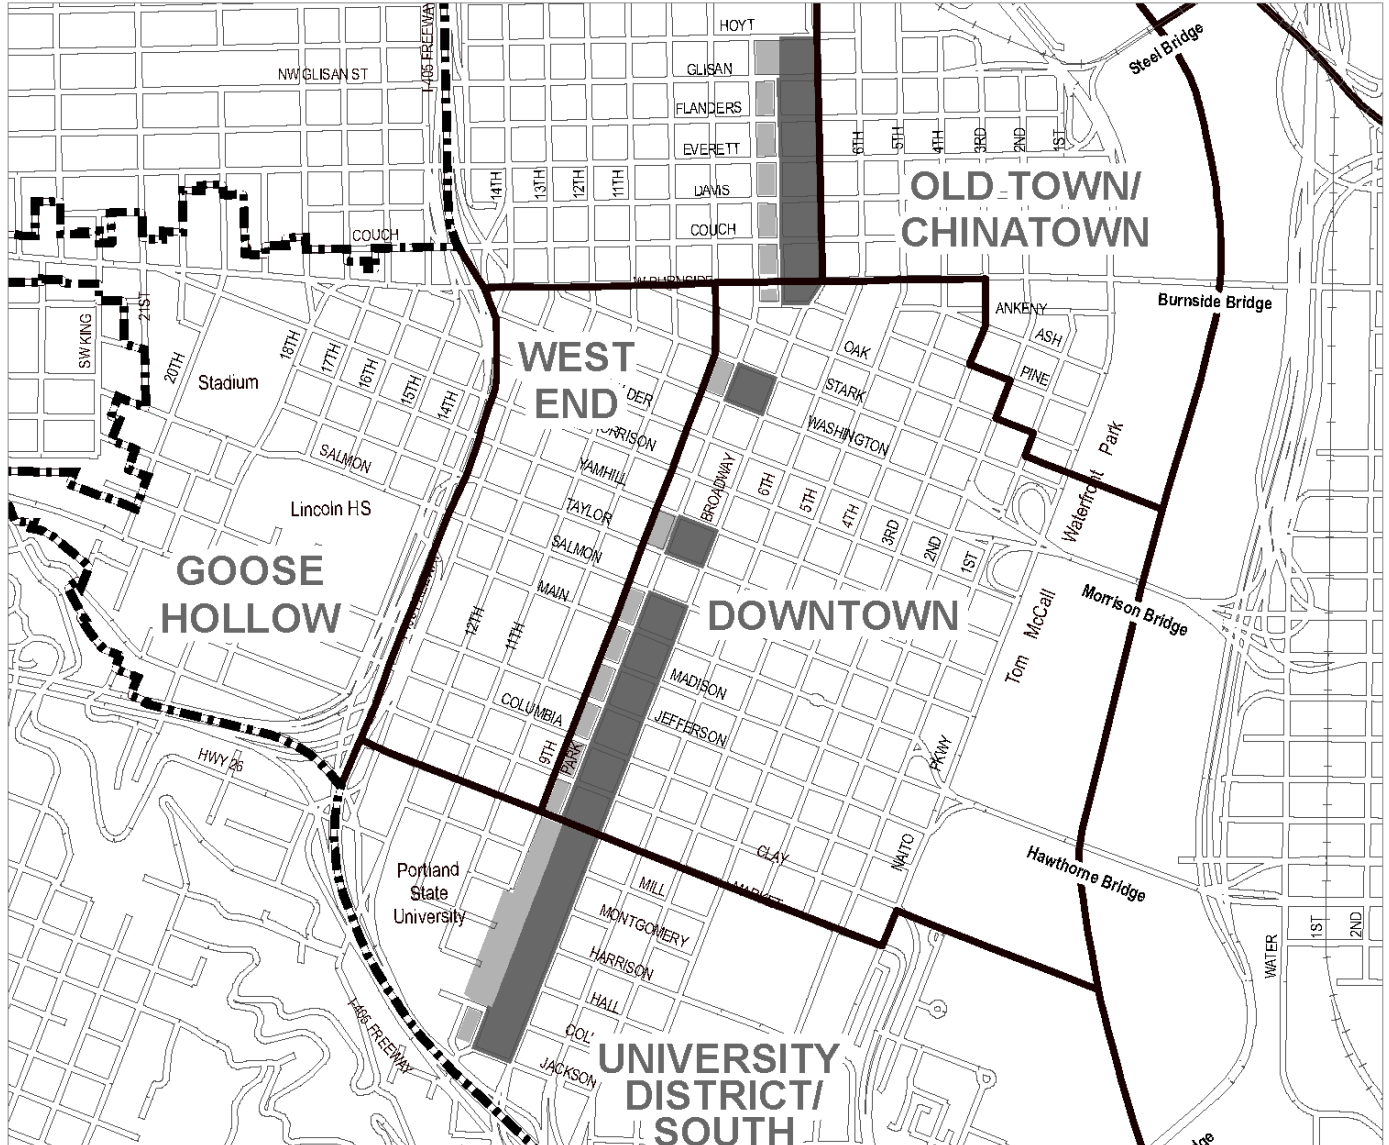 HOYT
I-405 FREEWAY
Steel Bridge
NW GLISAN ST
GLISAN
FLANDERS
EVERETT
6TH
5TH
4TH
3RD
2ND
1ST
14TH
13TH
12TH
11TH
DAVIS
OLD TOWN/
CHINATOWN
COUCH
COUCH
W BURNSIDE
Burnside Bridge
ANKENY
21ST
SW KING
ASH
18TH
17TH
16TH
15TH
14TH
20TH
Stadium
WEST
END
OAK
PINE
STARK
WASHINGTON
YAMHILL
SALMON
Lincoln HS
TAYLOR
BROADWAY
6TH
5TH
4TH
3RD
2ND
1ST
Waterfront Park
SALMON
MAIN
GOOSE
HOLLOW
DOWNTOWN
Morrison Bridge
Tom McCall
12TH
11TH
MADISON
JEFFERSON
COLUMBIA
9TH
PARK
HWY 26
PKWY
NAITO
CLAY
MARKET
Hawthorne Bridge
Portland
State
University
MILL
MONTGOMERY
HARRISON
HALL
WATER
1ST
2ND
I-405 FREEWAY
JACKSON
UNIVERSITY
DISTRICT/
SOUTH